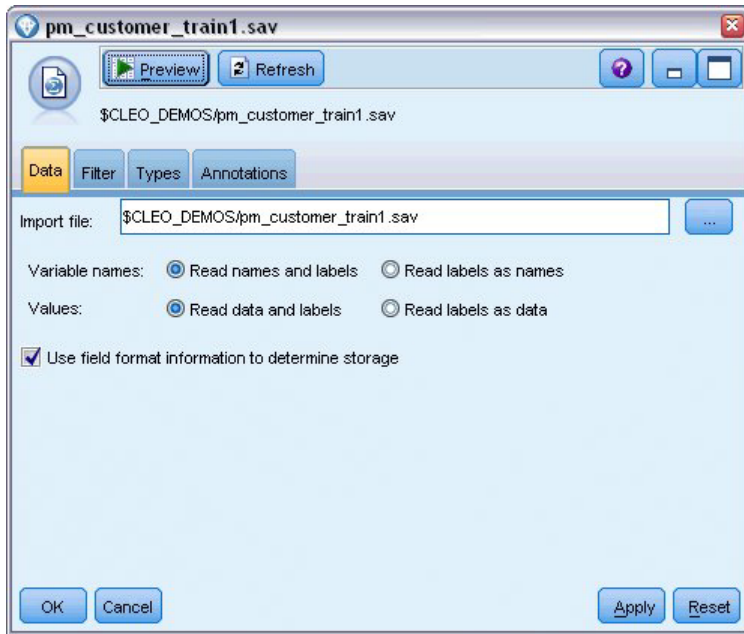 pm_customer_train1.sav
Preview Refresh
$CLEO_DEMOS/pm_customer_train1.sav
Data Filter Types Annotations
Import file: $CLEO_DEMOS/pm_customer_train1.sav ...
Variable names: Read names and labels Read labels as names
Values: Read data and labels Read labels as data
Use field format information to determine storage
OK Cancel Apply Reset